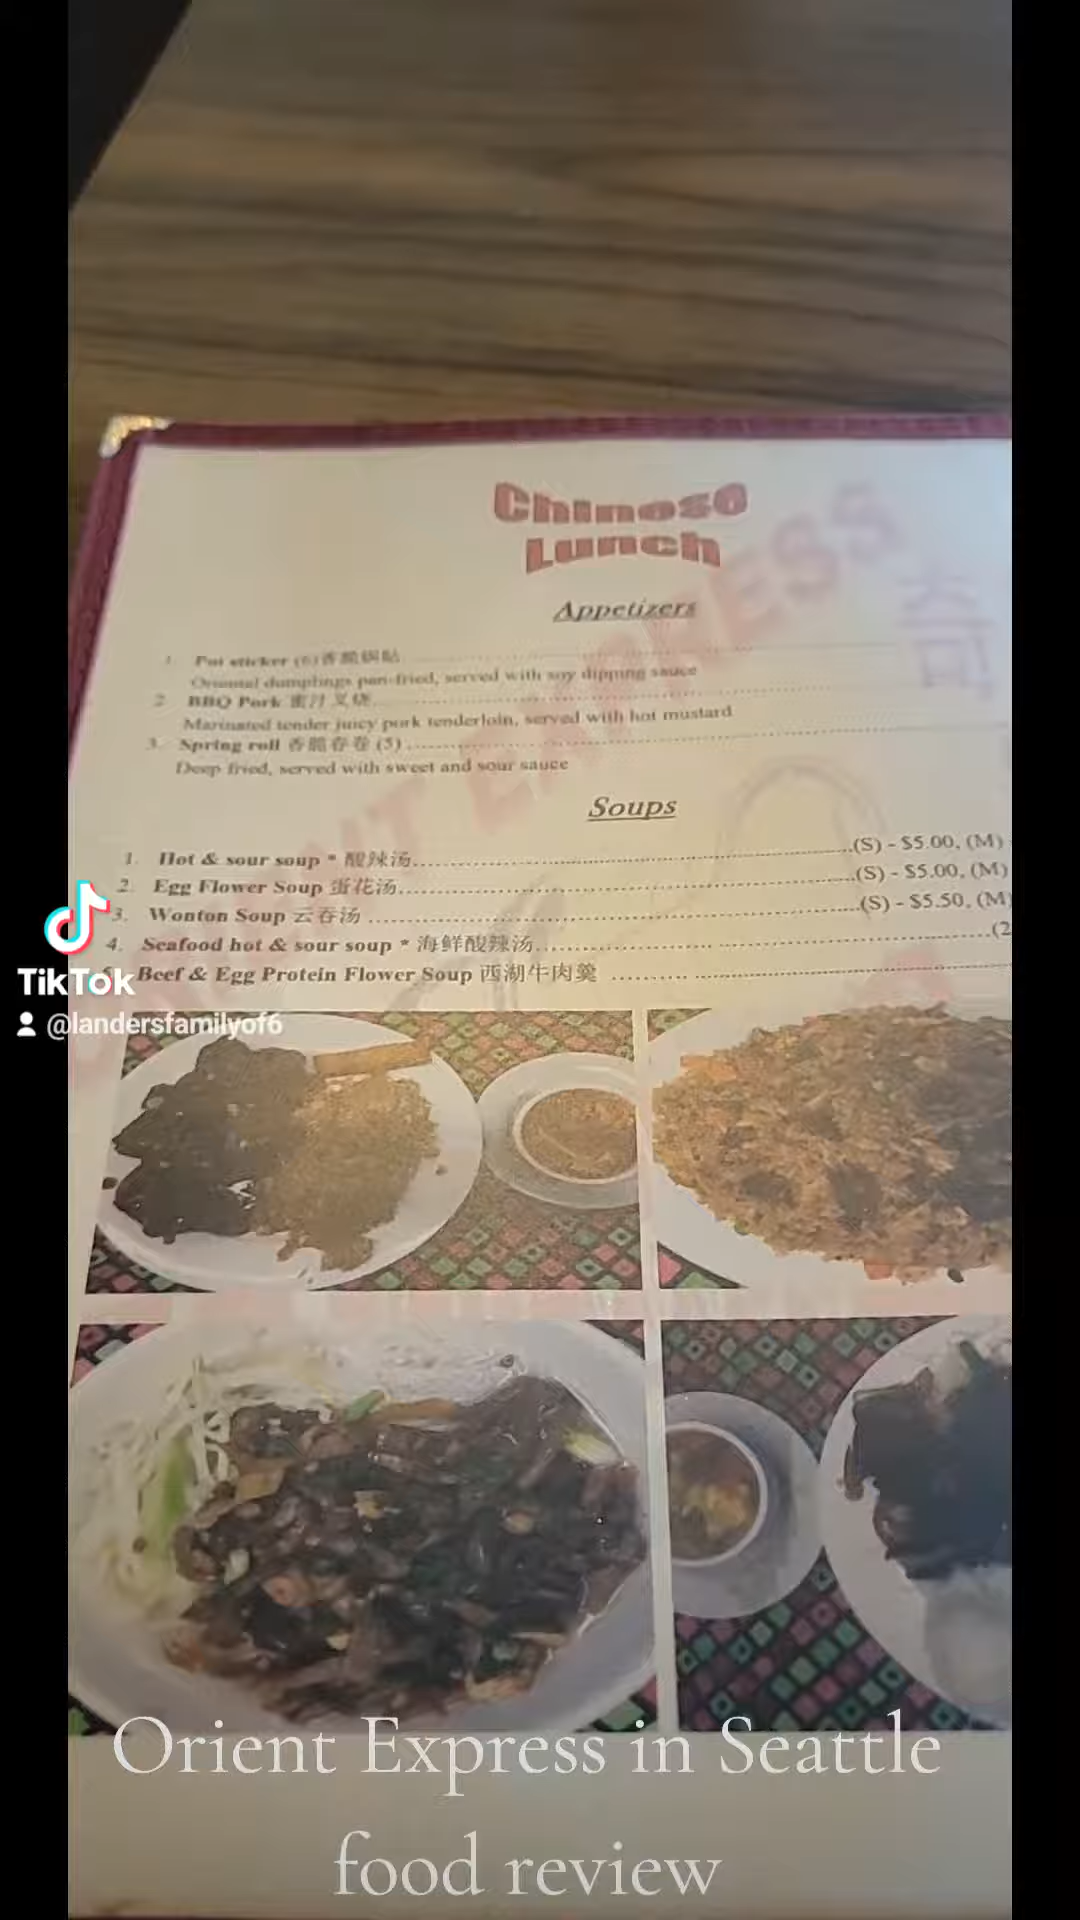 Chinese
Lunch
Appetizers
1. Pot sticker (6) 香脆锅贴
Oriental dumplings pan-fried, served with soy dipping sauce
2. BBQ Pork 蜜汁叉烧
Marinated tender juicy pork tenderloin, served with hot mustard
3. Spring roll 香脆春卷 (5)
Deep fried, served with sweet and sour sauce
Soups
1. Hot & sour soup * 酸辣汤 (S) - $5.00, (M)
2. Egg Flower Soup 蛋花汤 (S) - $5.00, (M)
3. Wonton Soup 云吞汤 (S) - $5.50, (M)
4. Seafood hot & sour soup * 海鲜酸辣汤 (2
Beef & Egg Protein Flower Soup 西湖牛肉羹
TikTok
@landersfamilyof6
Orient Express in Seattle
food review